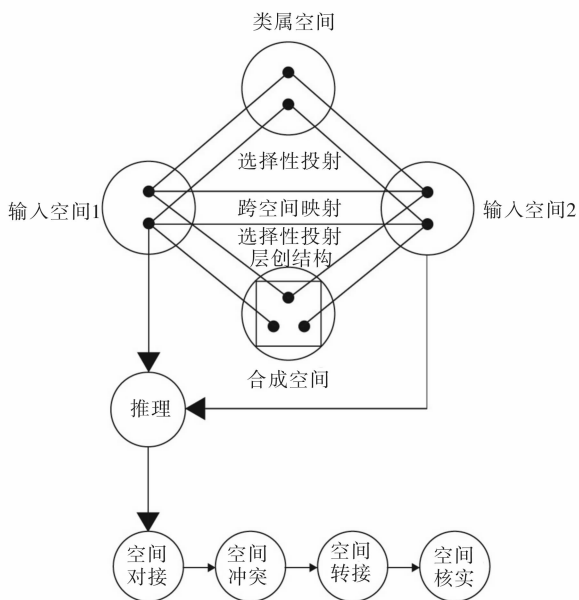 类属空间
选择性投射
输入空间1
跨空间映射
输入空间2
选择性投射
层创结构
合成空间
推理
空间
对接
空间
冲突
空间
转接
空间
核实